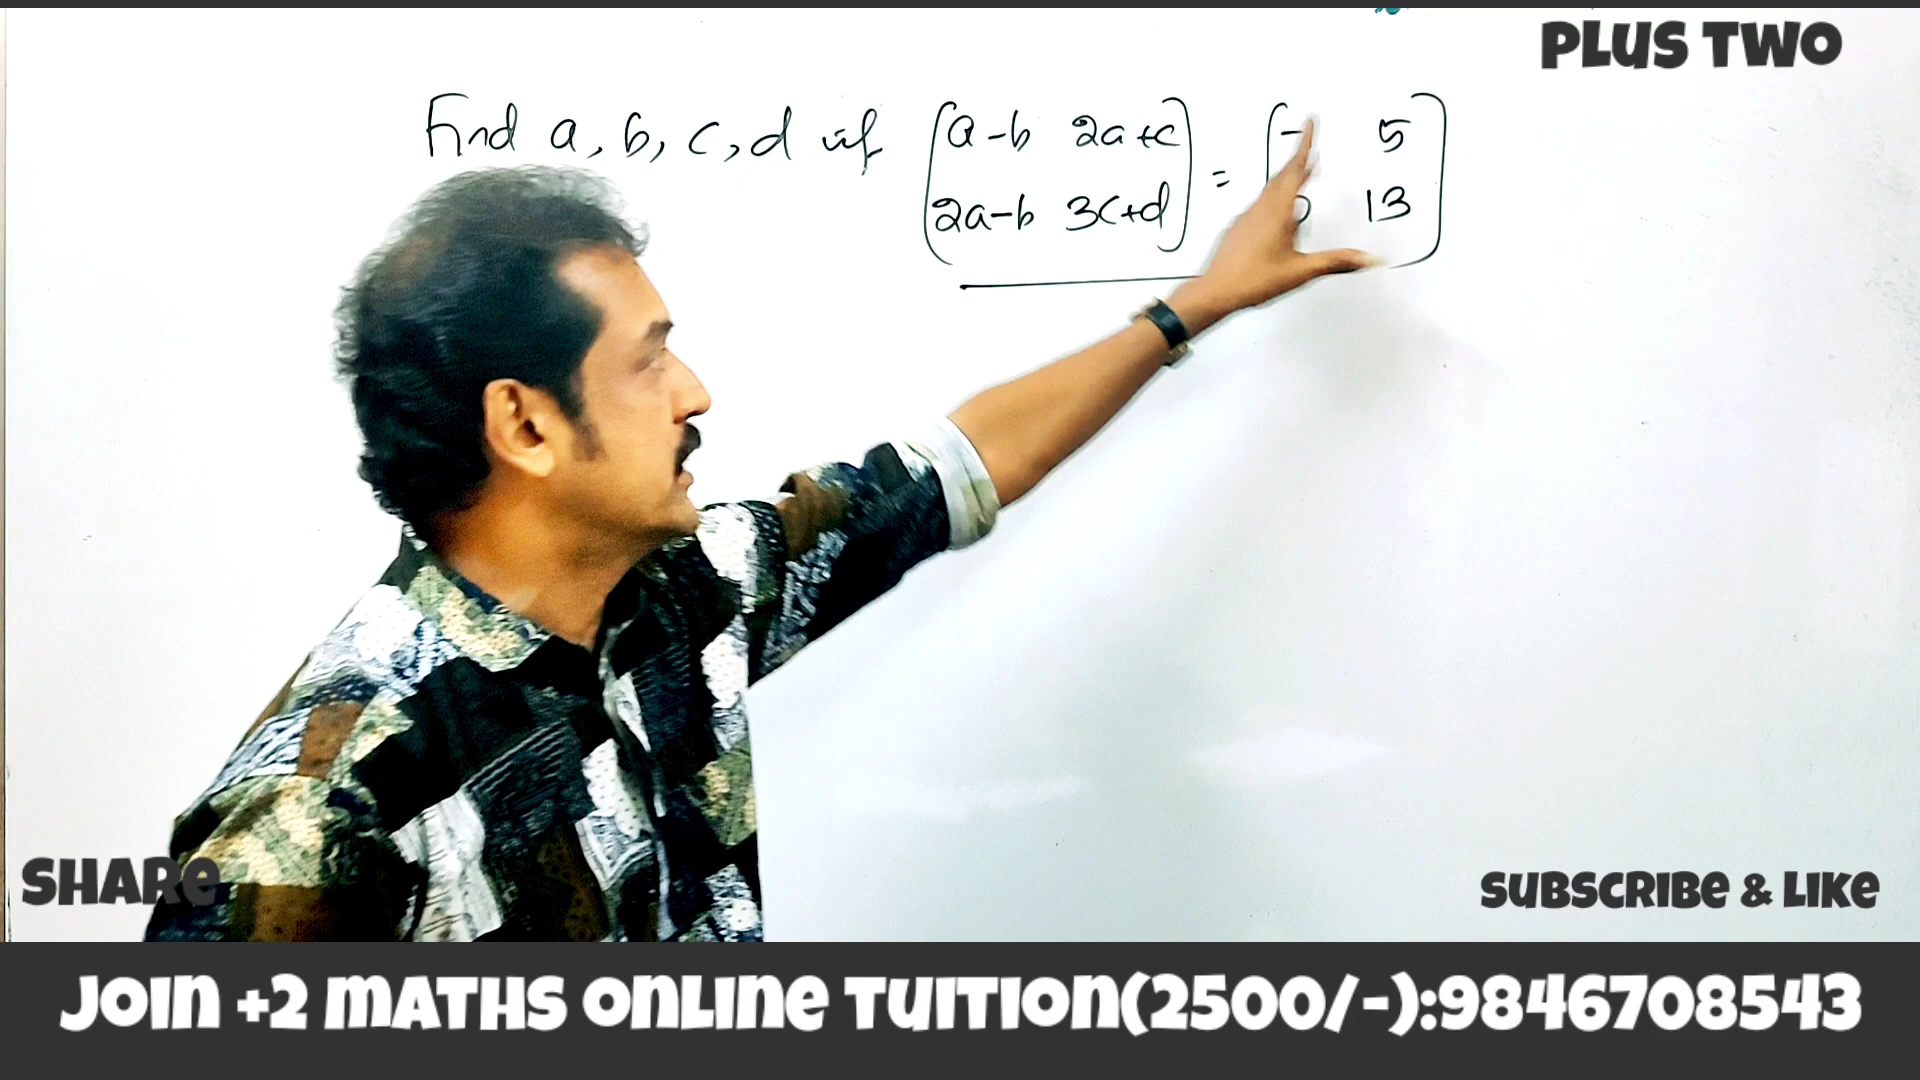 PLUS TWO
Find a, b, c, d if (a-b 2a+c) = (- 5)
(2a-b 3c+d) ( 13)
SHARE
SUBSCRIBE & LIKE
JOIN +2 MATHS ONLINE TUITION(2500/-):9846708543